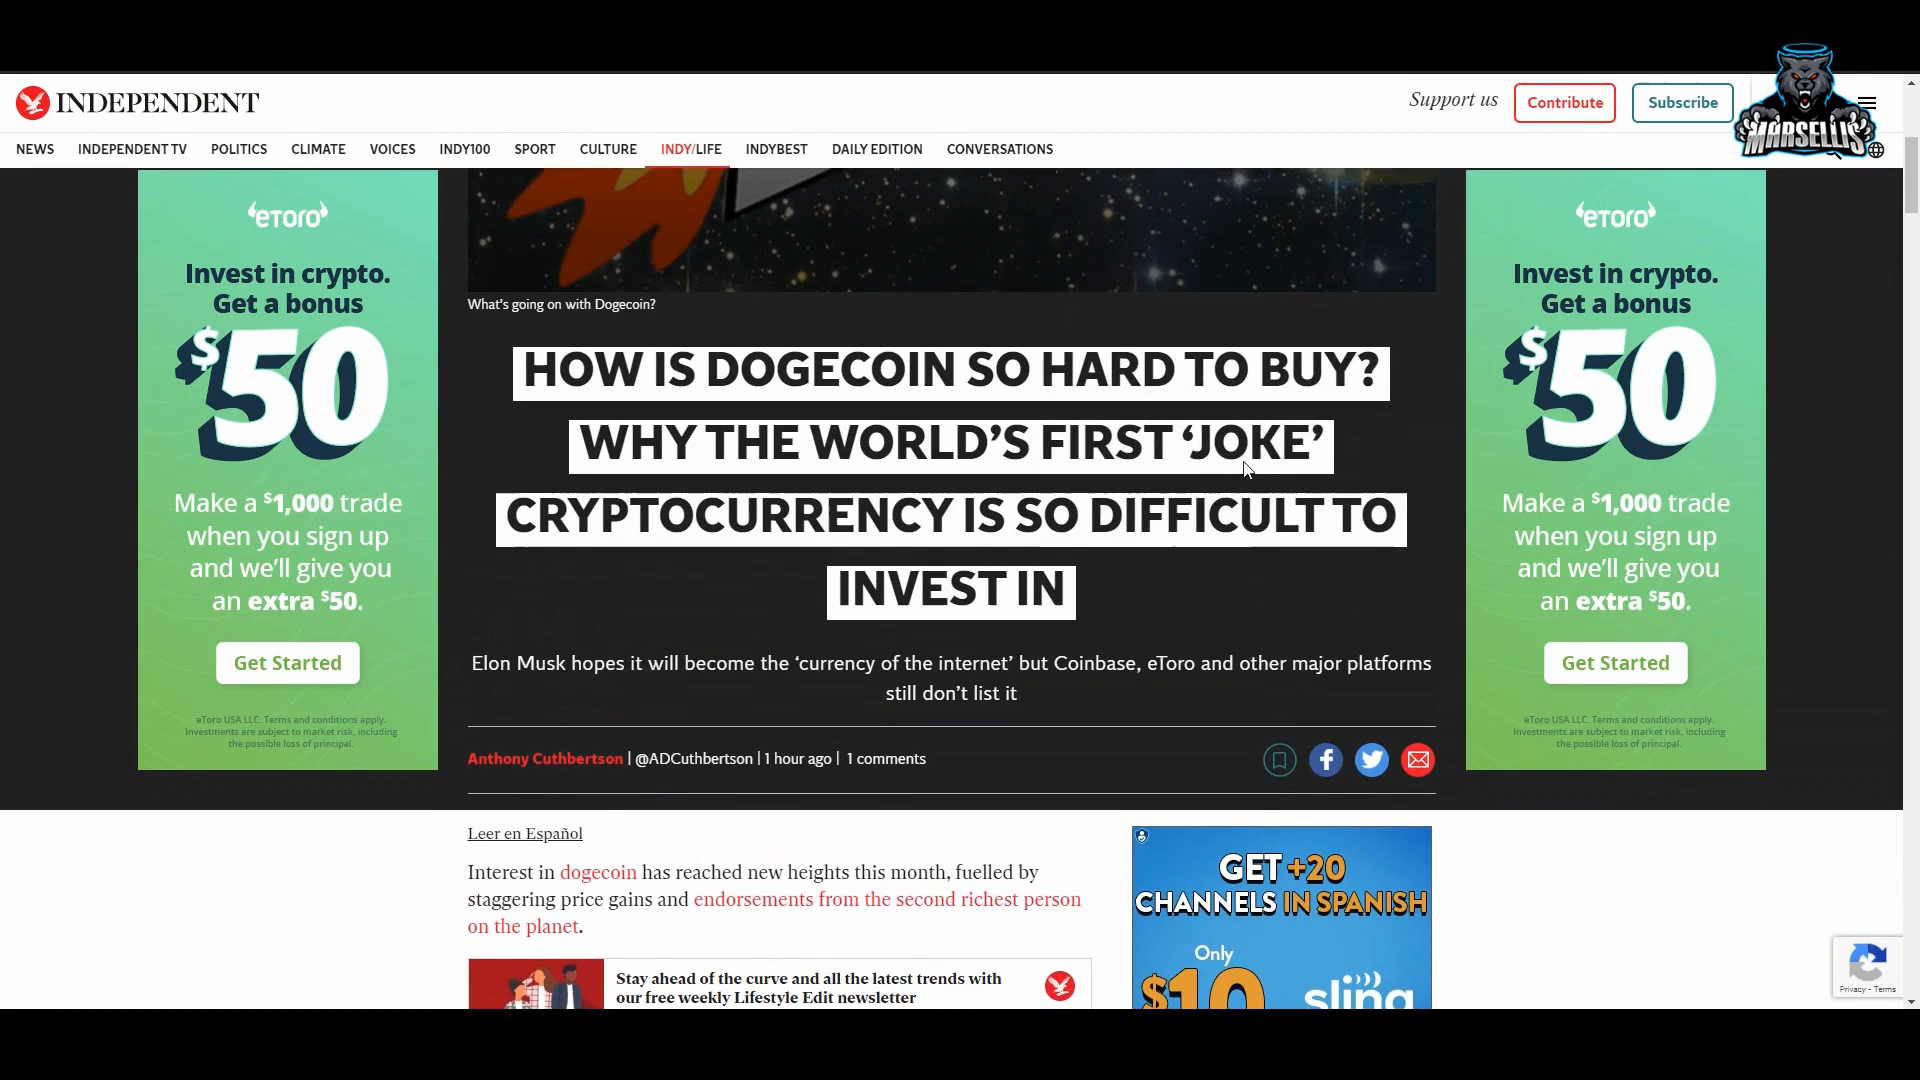 INDEPENDENT
Support us
Contribute
Subscribe
MARSELLIS
NEWS INDEPENDENT TV POLITICS CLIMATE VOICES INDY100 SPORT CULTURE INDY/LIFE INDYBEST DAILY EDITION CONVERSATIONS
eToro
Invest in crypto.
Get a bonus
$50
Make a $1,000 trade
when you sign up
and we'll give you
an extra $50.
Get Started
eToro USA LLC. Terms and conditions apply.
Investments are subject to market risk, including
the possible loss of principal.
What's going on with Dogecoin?
HOW IS DOGECOIN SO HARD TO BUY?
WHY THE WORLD'S FIRST ‘JOKE’
CRYPTOCURRENCY IS SO DIFFICULT TO
INVEST IN
Elon Musk hopes it will become the ‘currency of the internet’ but Coinbase, eToro and other major platforms
still don’t list it
Anthony Cuthbertson | @ADCuthbertson | 1 hour ago | 1 comments
eToro
Invest in crypto.
Get a bonus
$50
Make a $1,000 trade
when you sign up
and we'll give you
an extra $50.
Get Started
eToro USA LLC. Terms and conditions apply.
Investments are subject to market risk, including
the possible loss of principal.
Leer en Español
Interest in dogecoin has reached new heights this month, fuelled by
staggering price gains and endorsements from the second richest person
on the planet.
Stay ahead of the curve and all the latest trends with
our free weekly Lifestyle Edit newsletter
GET +20
CHANNELS IN SPANISH
Only
$10
sling
Privacy - Terms